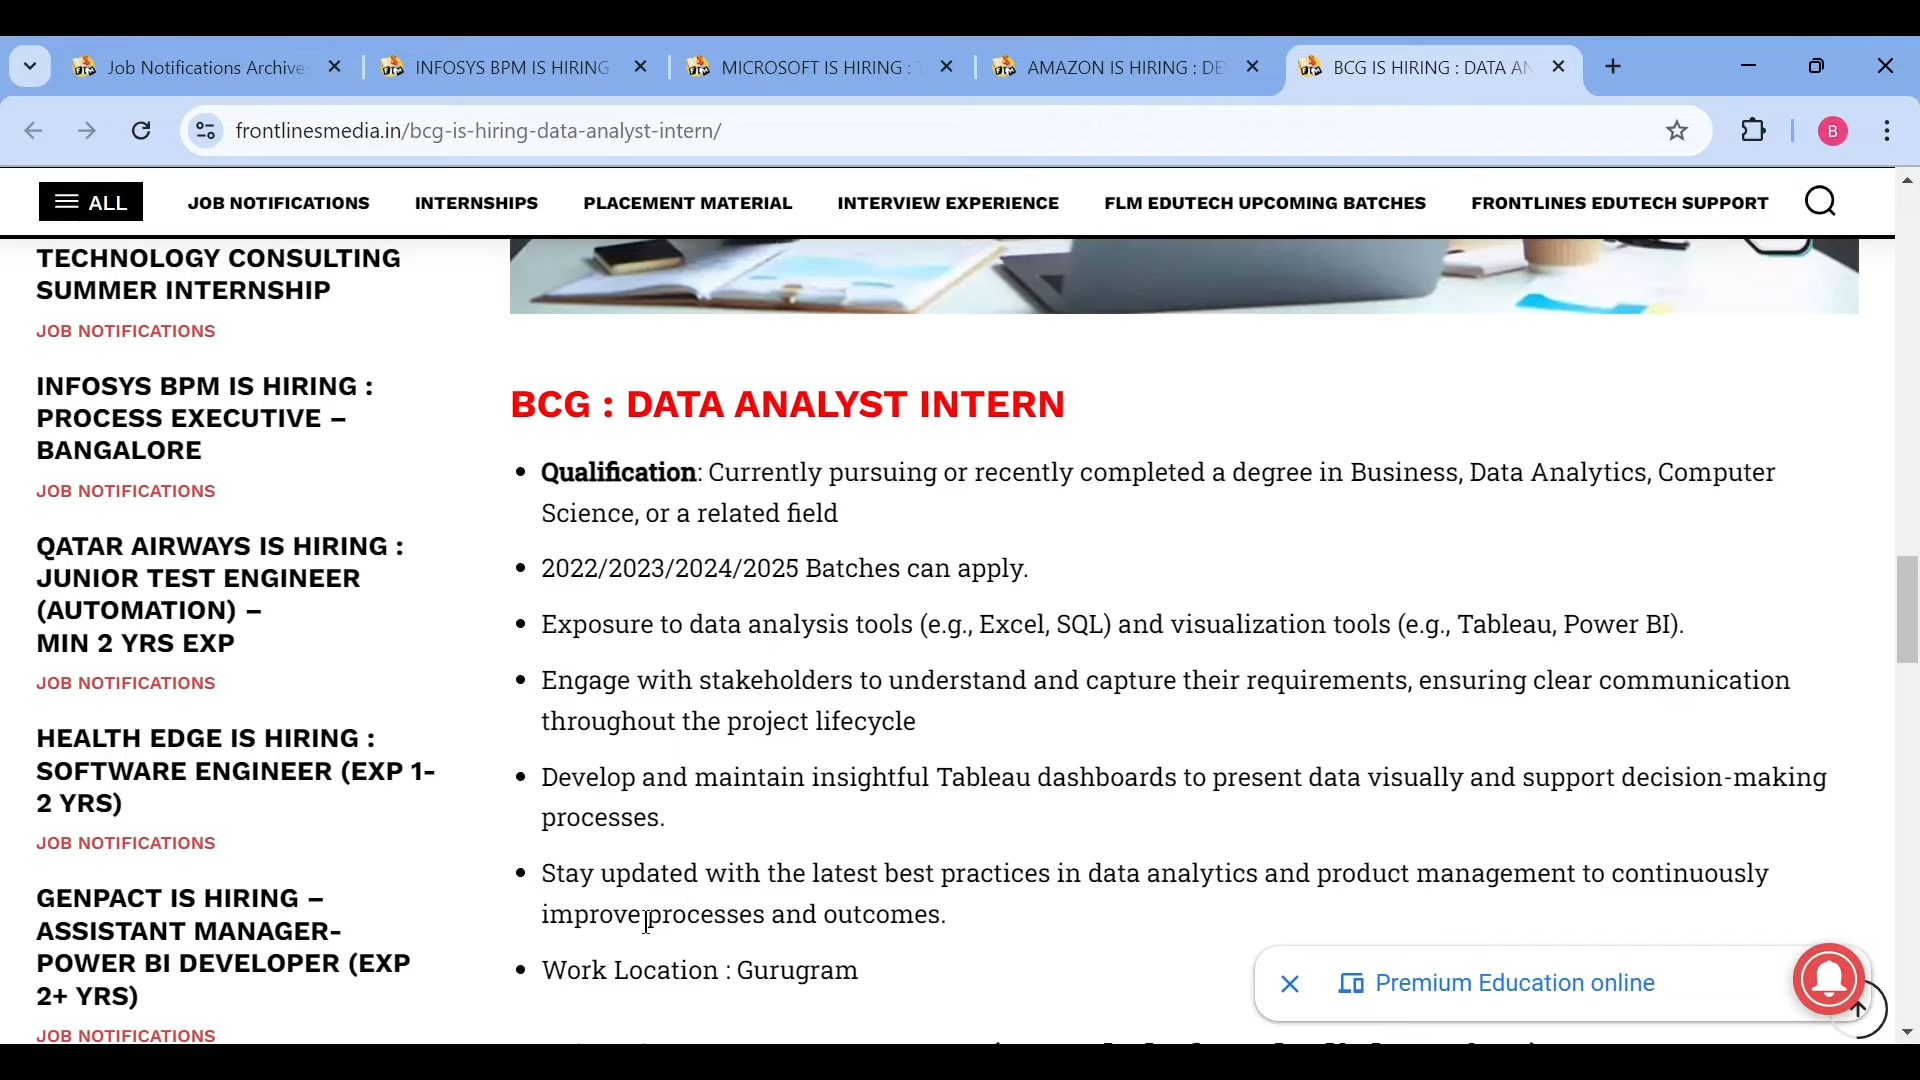 Job Notifications Archive
INFOSYS BPM IS HIRING
MICROSOFT IS HIRING : T
AMAZON IS HIRING : DE
BCG IS HIRING : DATA AN
frontlinesmedia.in/bcg-is-hiring-data-analyst-intern/
B
ALL
JOB NOTIFICATIONS
INTERNSHIPS
PLACEMENT MATERIAL
INTERVIEW EXPERIENCE
FLM EDUTECH UPCOMING BATCHES
FRONTLINES EDUTECH SUPPORT
TECHNOLOGY CONSULTING
SUMMER INTERNSHIP
JOB NOTIFICATIONS
INFOSYS BPM IS HIRING :
PROCESS EXECUTIVE –
BANGALORE
JOB NOTIFICATIONS
QATAR AIRWAYS IS HIRING :
JUNIOR TEST ENGINEER
(AUTOMATION) –
MIN 2 YRS EXP
JOB NOTIFICATIONS
HEALTH EDGE IS HIRING :
SOFTWARE ENGINEER (EXP 1-
2 YRS)
JOB NOTIFICATIONS
GENPACT IS HIRING –
ASSISTANT MANAGER-
POWER BI DEVELOPER (EXP
2+ YRS)
JOB NOTIFICATIONS
BCG : DATA ANALYST INTERN
Qualification: Currently pursuing or recently completed a degree in Business, Data Analytics, Computer
Science, or a related field
2022/2023/2024/2025 Batches can apply.
Exposure to data analysis tools (e.g., Excel, SQL) and visualization tools (e.g., Tableau, Power BI).
Engage with stakeholders to understand and capture their requirements, ensuring clear communication
throughout the project lifecycle
Develop and maintain insightful Tableau dashboards to present data visually and support decision-making
processes.
Stay updated with the latest best practices in data analytics and product management to continuously
improve processes and outcomes.
Work Location : Gurugram
Premium Education online